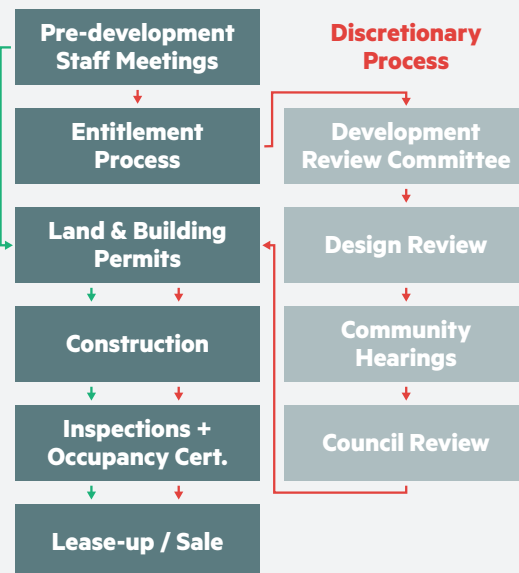 Pre-development
Staff Meetings
Entitlement
Process
Land & Building
Permits
Construction
Inspections +
Occupancy Cert.
Lease-up / Sale
Discretionary
Process
Development
Review Committee
Design Review
Community
Hearings
Council Review